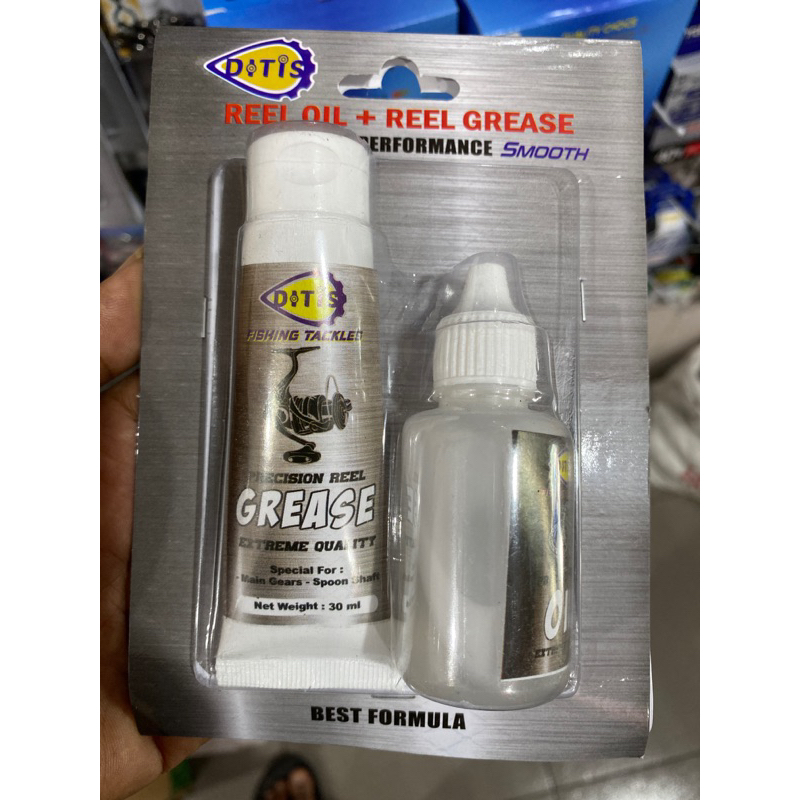 DITIS
REEL OIL + REEL GREASE
PERFORMANCE SMOOTH
DITIS
FISHING TACKLES
PRECISION REEL
GREASE
EXTREME QUALITY
Special For :
- Main Gears - Spoon Shaft
Net Weight : 30 ml
BEST FORMULA